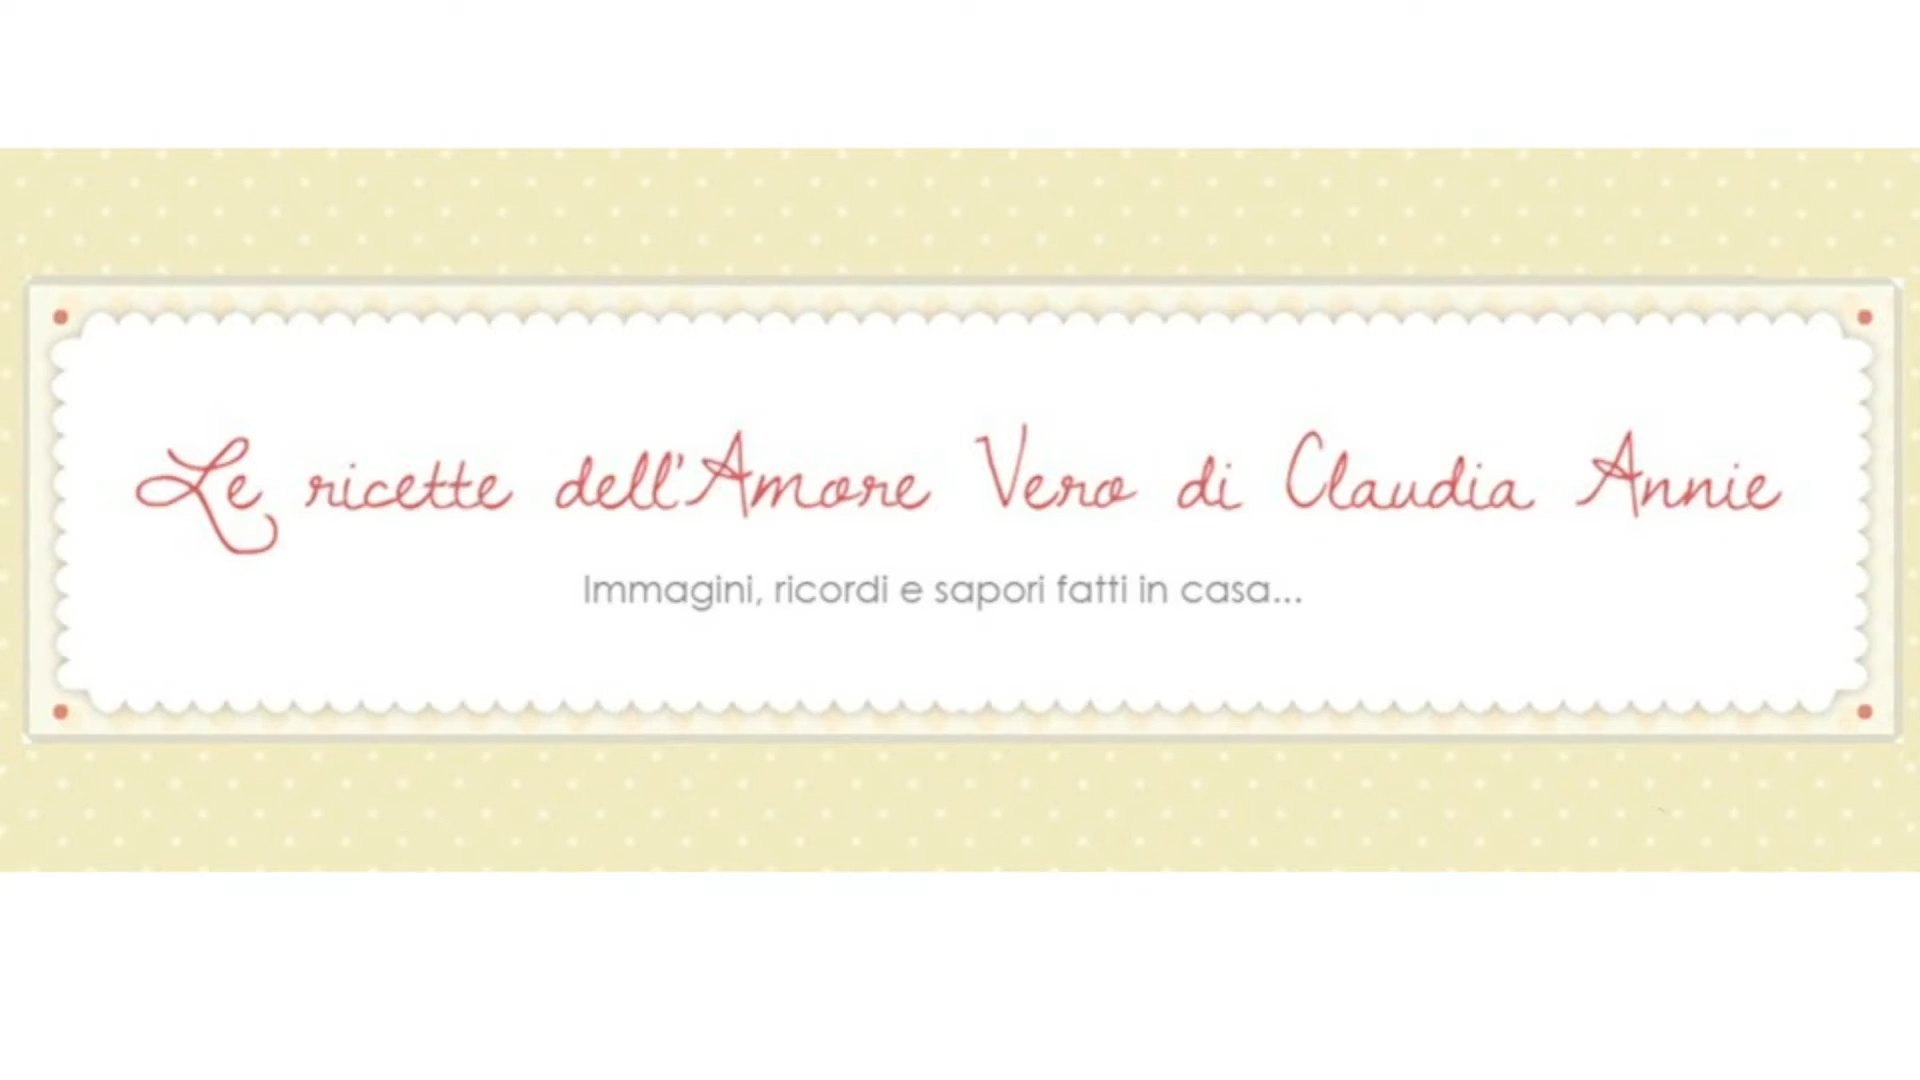 Le ricette dell'Amore Vero di Claudia Annie
Immagini, ricordi e sapori fatti in casa...